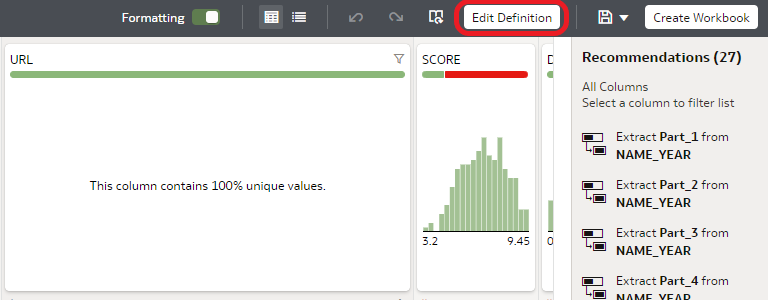 Formatting
Edit Definition
Create Workbook
URL
This column contains 100% unique values.
SCORE
3.2
9.45
D
0
Recommendations (27)
All Columns
Select a column to filter list
Extract Part_1 from
NAME_YEAR
Extract Part_2 from
NAME_YEAR
Extract Part_3 from
NAME_YEAR
Extract Part_4 from